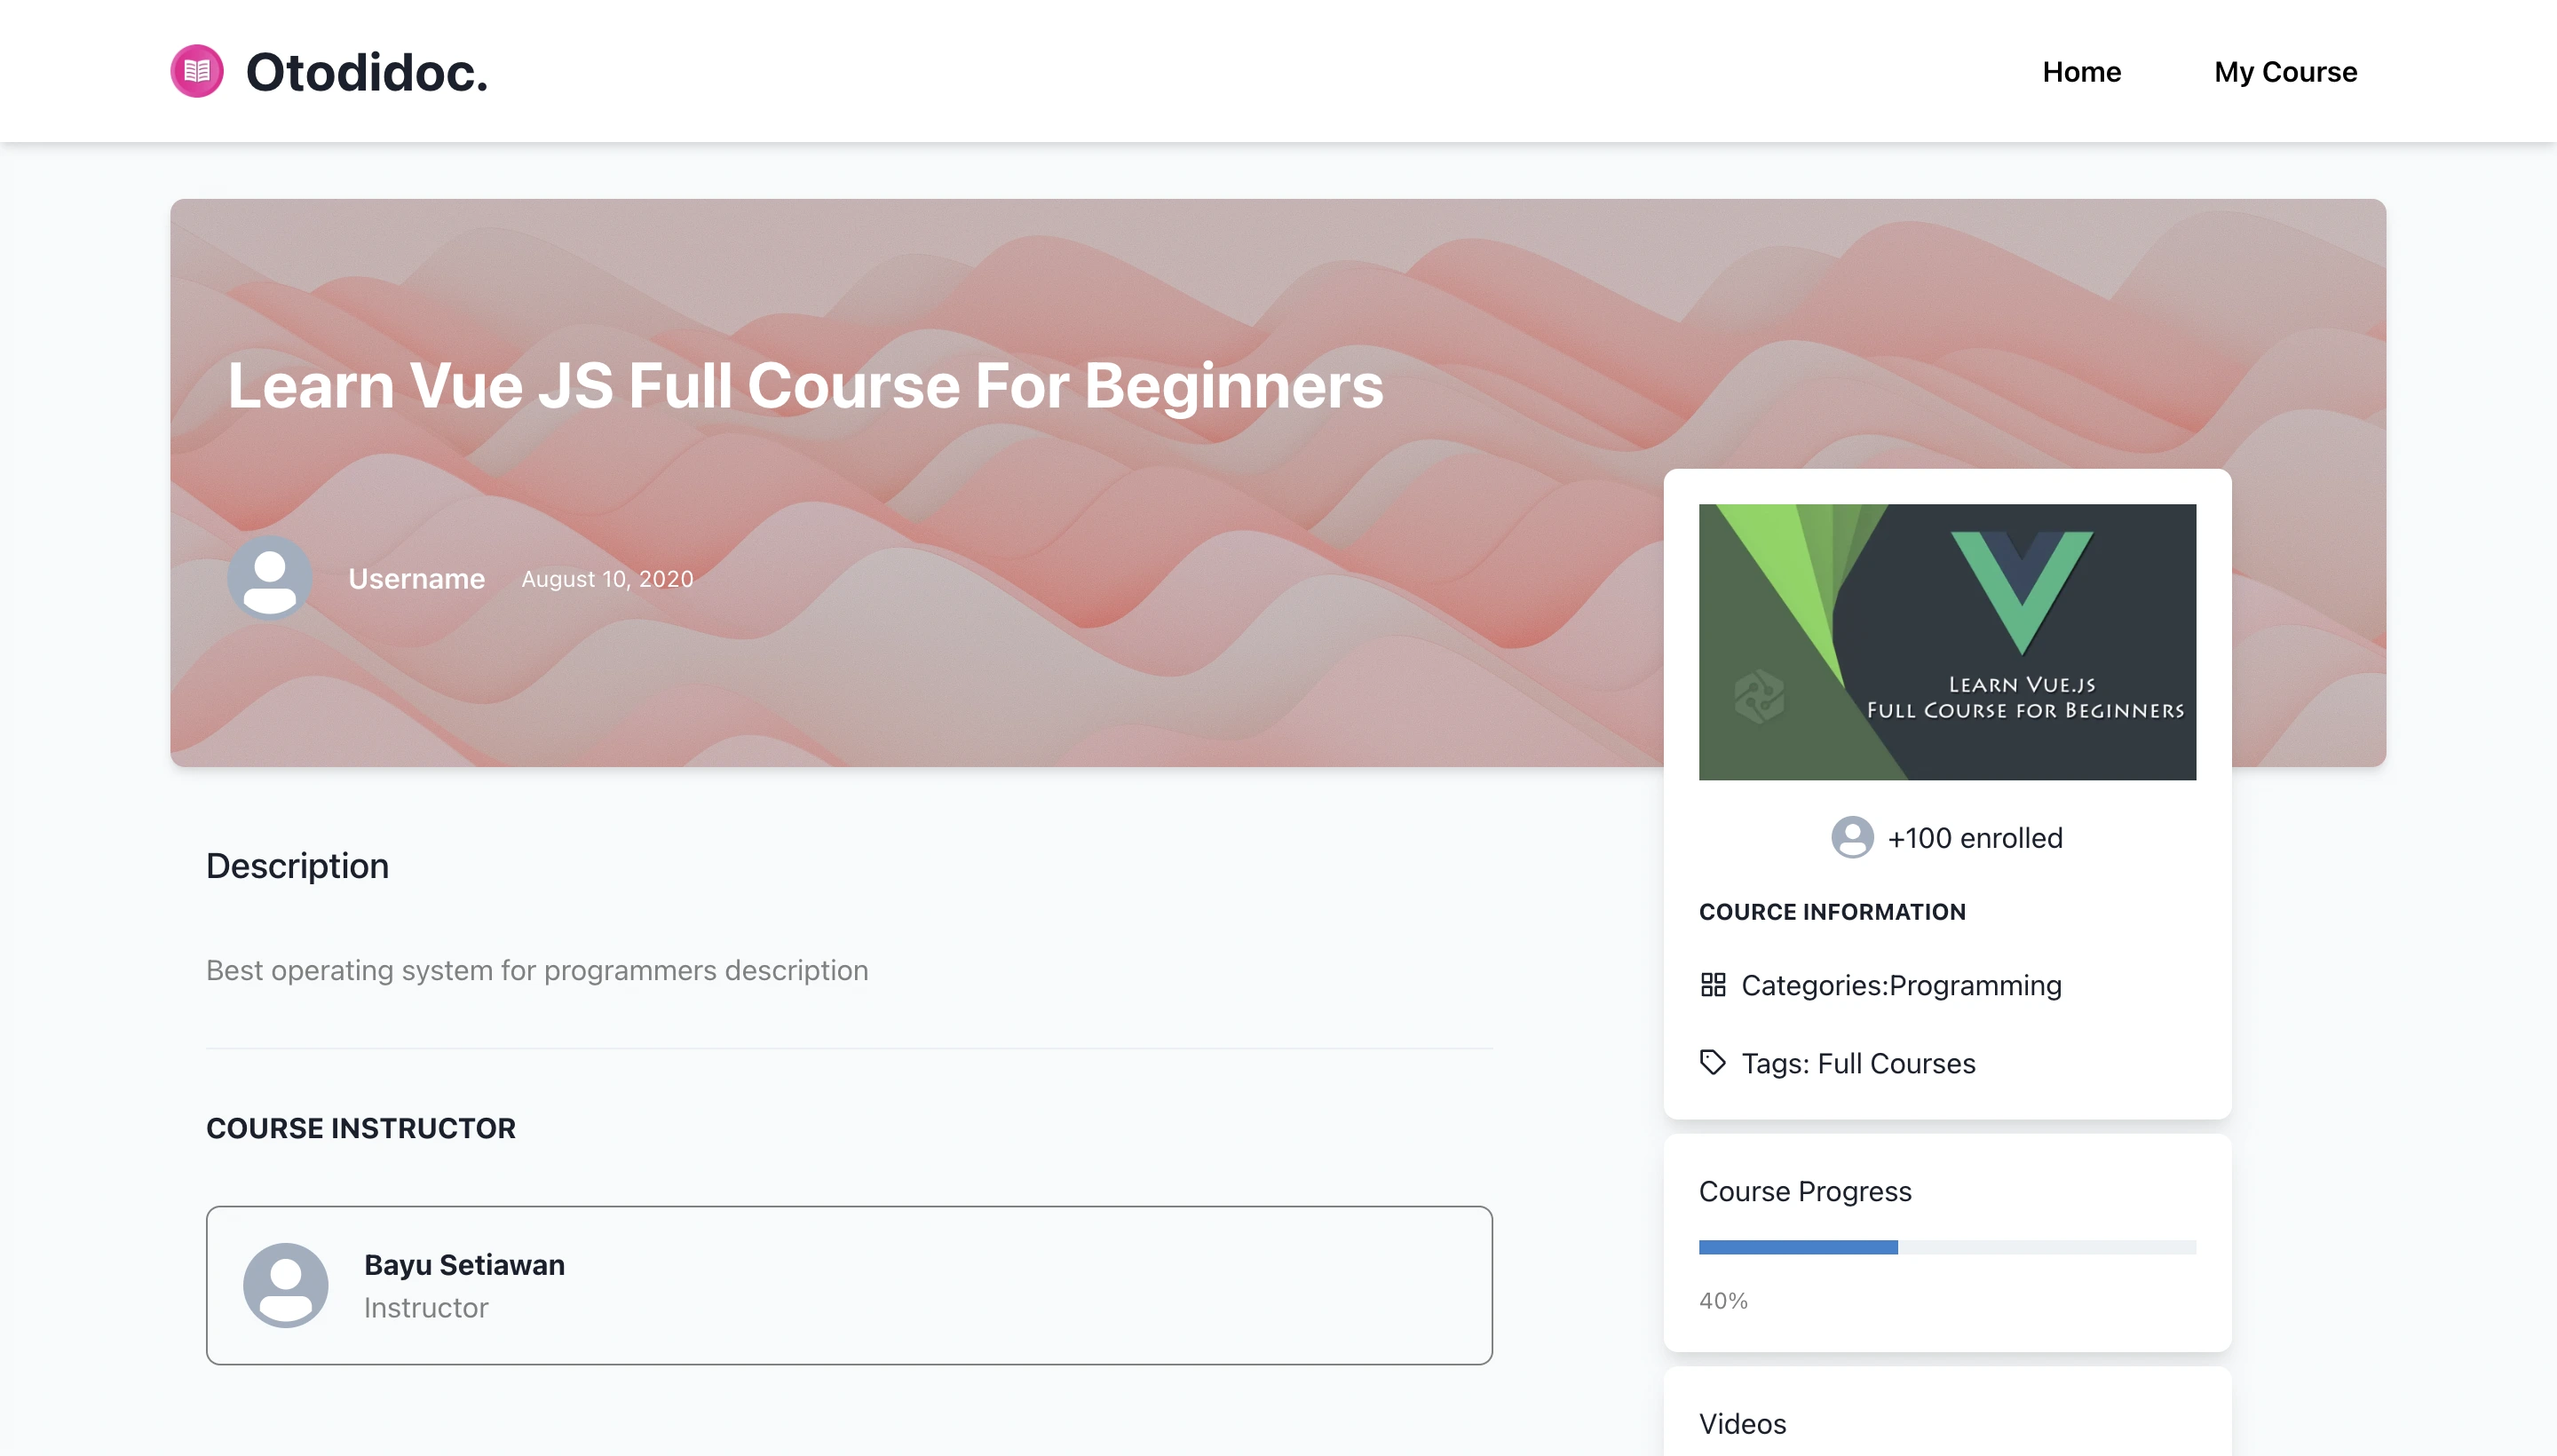 Otodidoc.
Home
My Course
Learn Vue JS Full Course For Beginners
Username
August 10, 2020
LEARN VUE.JS
FULL COURSE FOR BEGINNERS
+100 enrolled
COURCE INFORMATION
Categories:Programming
Tags: Full Courses
Description
Best operating system for programmers description
COURSE INSTRUCTOR
Bayu Setiawan
Instructor
Course Progress
40%
Videos